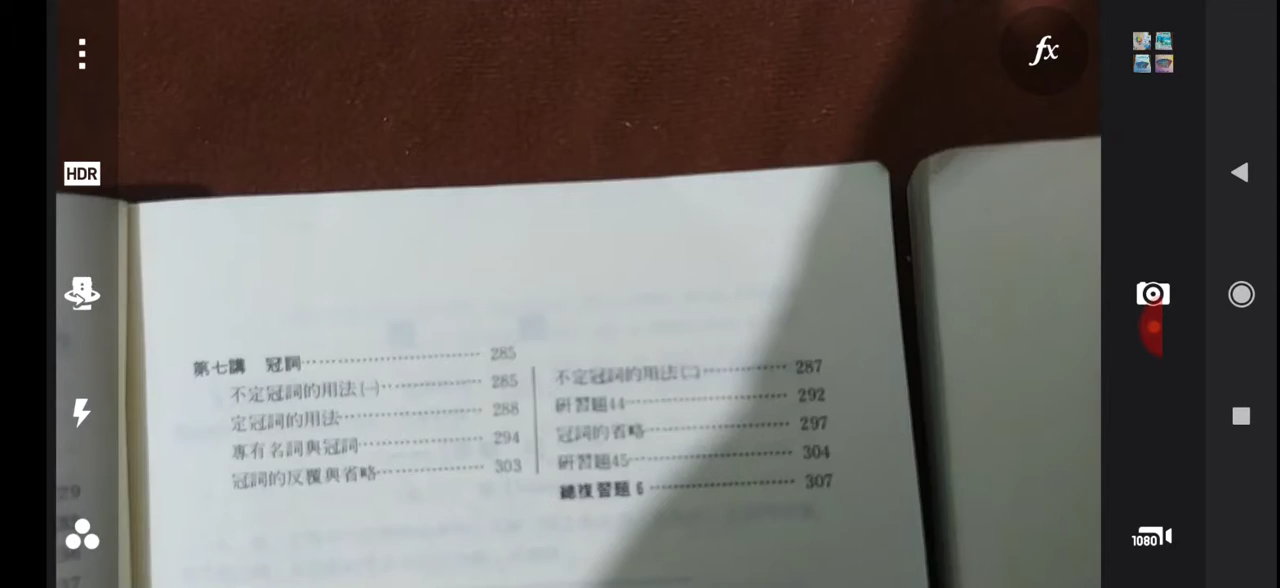 fx
HDR
第七講 冠詞 285
不定冠詞的用法㈠ 285
定冠詞的用法 288
專有名詞與冠詞 294
冠詞的反覆與省略 303
不定冠詞的用法㈡ 287
研習題44 292
冠詞的省略 297
研習題45 304
總複習題 6 307
29
37
1080